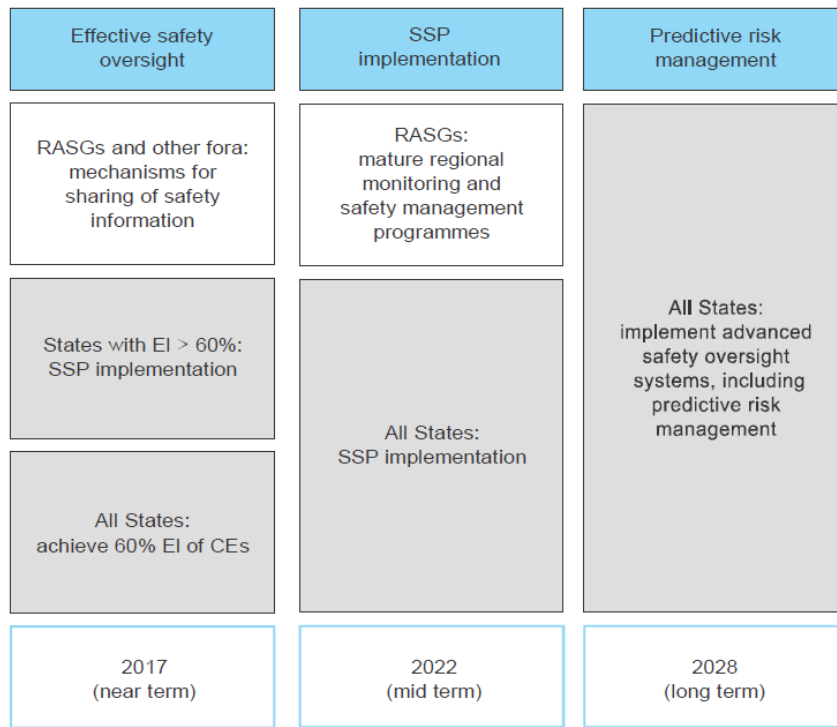 Effective safety
oversight
SSP
implementation
Predictive risk
management
RASGs and other fora:
mechanisms for
sharing of safety
information
RASGs:
mature regional
monitoring and
safety management
programmes
All States:
implement advanced
safety oversight
systems, including
predictive risk
management
States with EI > 60%:
SSP implementation
All States:
SSP implementation
All States:
achieve 60% EI of CEs
2017
(near term)
2022
(mid term)
2028
(long term)